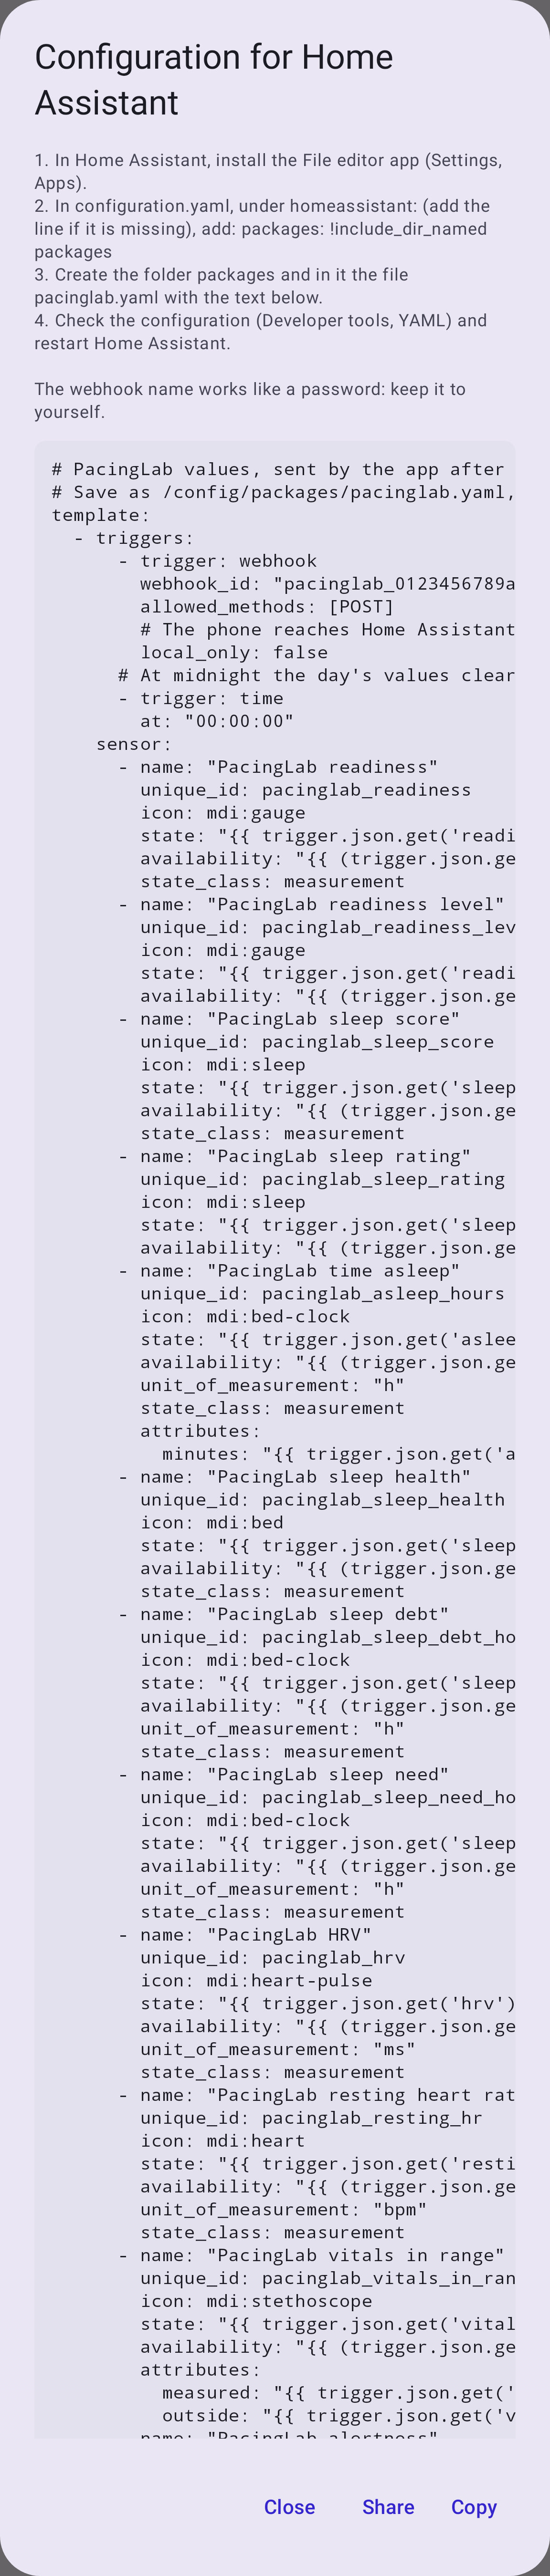 Configuration for Home
Assistant
1. In Home Assistant, install the File editor app (Settings,
Apps).
2. In configuration.yaml, under homeassistant: (add the
line if it is missing), add: packages: !include_dir_named
packages
3. Create the folder packages and in it the file
pacinglab.yaml with the text below.
4. Check the configuration (Developer tools, YAML) and
restart Home Assistant.
The webhook name works like a password: keep it to
yourself.
# PacingLab values, sent by the app after
# Save as /config/packages/pacinglab.yaml,
template:
- triggers:
- trigger: webhook
webhook_id: "pacinglab_0123456789a
allowed_methods: [POST]
# The phone reaches Home Assistant
local_only: false
# At midnight the day's values clear
- trigger: time
at: "00:00:00"
sensor:
- name: "PacingLab readiness"
unique_id: pacinglab_readiness
icon: mdi:gauge
state: "{{ trigger.json.get('readi
availability: "{{ (trigger.json.ge
state_class: measurement
- name: "PacingLab readiness level"
unique_id: pacinglab_readiness_lev
icon: mdi:gauge
state: "{{ trigger.json.get('readi
availability: "{{ (trigger.json.ge
- name: "PacingLab sleep score"
unique_id: pacinglab_sleep_score
icon: mdi:sleep
state: "{{ trigger.json.get('sleep
availability: "{{ (trigger.json.ge
state_class: measurement
- name: "PacingLab sleep rating"
unique_id: pacinglab_sleep_rating
icon: mdi:sleep
state: "{{ trigger.json.get('sleep
availability: "{{ (trigger.json.ge
- name: "PacingLab time asleep"
unique_id: pacinglab_asleep_hours
icon: mdi:bed-clock
state: "{{ trigger.json.get('aslee
availability: "{{ (trigger.json.ge
unit_of_measurement: "h"
state_class: measurement
attributes:
minutes: "{{ trigger.json.get('a
- name: "PacingLab sleep health"
unique_id: pacinglab_sleep_health
icon: mdi:bed
state: "{{ trigger.json.get('sleep
availability: "{{ (trigger.json.ge
state_class: measurement
- name: "PacingLab sleep debt"
unique_id: pacinglab_sleep_debt_ho
icon: mdi:bed-clock
state: "{{ trigger.json.get('sleep
availability: "{{ (trigger.json.ge
unit_of_measurement: "h"
state_class: measurement
- name: "PacingLab sleep need"
unique_id: pacinglab_sleep_need_ho
icon: mdi:bed-clock
state: "{{ trigger.json.get('sleep
availability: "{{ (trigger.json.ge
unit_of_measurement: "h"
state_class: measurement
- name: "PacingLab HRV"
unique_id: pacinglab_hrv
icon: mdi:heart-pulse
state: "{{ trigger.json.get('hrv')
availability: "{{ (trigger.json.ge
unit_of_measurement: "ms"
state_class: measurement
- name: "PacingLab resting heart rat
unique_id: pacinglab_resting_hr
icon: mdi:heart
state: "{{ trigger.json.get('resti
availability: "{{ (trigger.json.ge
unit_of_measurement: "bpm"
state_class: measurement
- name: "PacingLab vitals in range"
unique_id: pacinglab_vitals_in_ran
icon: mdi:stethoscope
state: "{{ trigger.json.get('vital
availability: "{{ (trigger.json.ge
attributes:
measured: "{{ trigger.json.get('
outside: "{{ trigger.json.get('v
name: "PacingLab alertness"
Close Share Copy